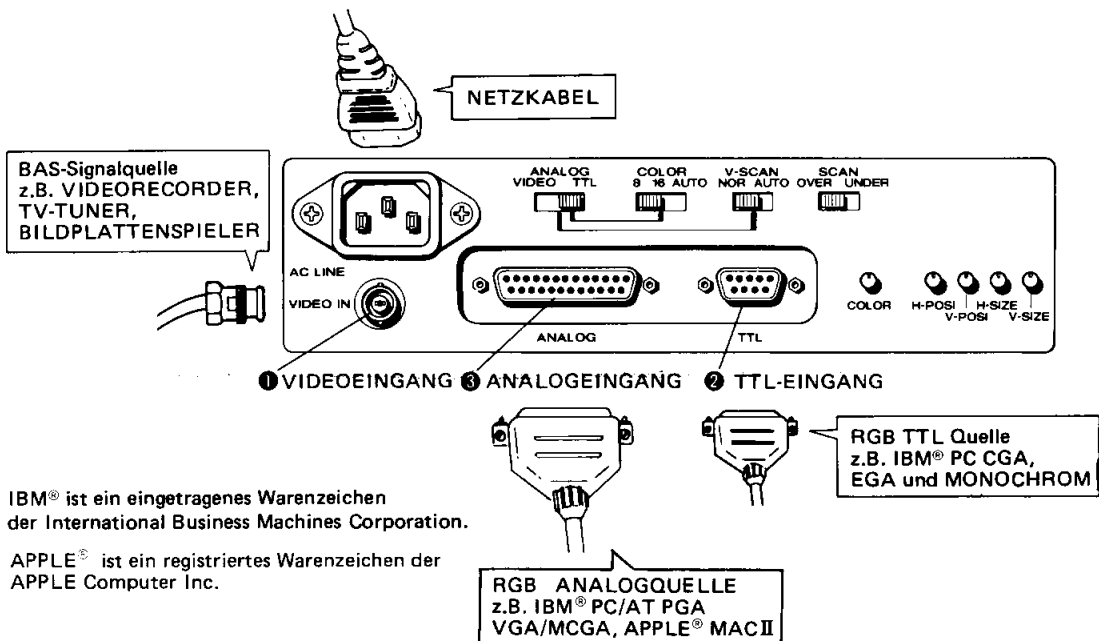 NETZKABEL
BAS-Signalquelle
z.B. VIDEORECORDER,
TV-TUNER,
BILDPLATTENSPIELER
ANALOG
VIDEO TTL
COLOR
8 16 AUTO
V-SCAN
NOR AUTO
SCAN
OVER UNDER
AC LINE
VIDEO IN
ANALOG
TTL
COLOR
H-POSI
V-POSI
H-SIZE
V-SIZE
❶ VIDEOEINGANG
❸ ANALOGEINGANG
❷ TTL-EINGANG
RGB TTL Quelle
z.B. IBM® PC CGA,
EGA und MONOCHROM
IBM® ist ein eingetragenes Warenzeichen
der International Business Machines Corporation.
APPLE® ist ein registriertes Warenzeichen der
APPLE Computer Inc.
RGB ANALOGQUELLE
z.B. IBM® PC/AT PGA
VGA/MCGA, APPLE® MAC II